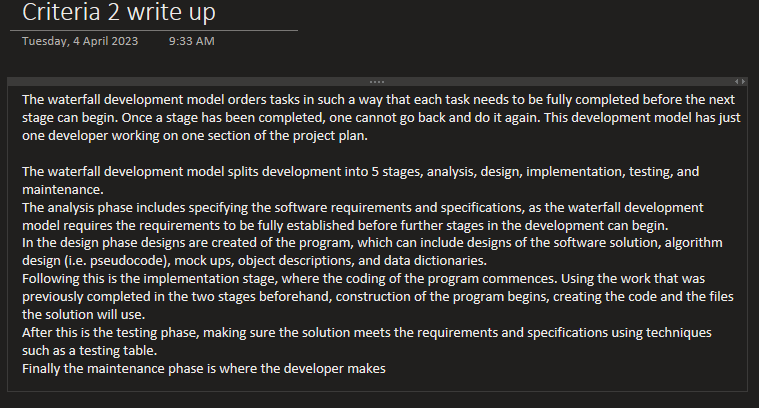 Criteria 2 write up
Tuesday, 4 April 2023 9:33 AM
The waterfall development model orders tasks in such a way that each task needs to be fully completed before the next
stage can begin. Once a stage has been completed, one cannot go back and do it again. This development model has just
one developer working on one section of the project plan.
The waterfall development model splits development into 5 stages, analysis, design, implementation, testing, and
maintenance.
The analysis phase includes specifying the software requirements and specifications, as the waterfall development
model requires the requirements to be fully established before further stages in the development can begin.
In the design phase designs are created of the program, which can include designs of the software solution, algorithm
design (i.e. pseudocode), mock ups, object descriptions, and data dictionaries.
Following this is the implementation stage, where the coding of the program commences. Using the work that was
previously completed in the two stages beforehand, construction of the program begins, creating the code and the files
the solution will use.
After this is the testing phase, making sure the solution meets the requirements and specifications using techniques
such as a testing table.
Finally the maintenance phase is where the developer makes